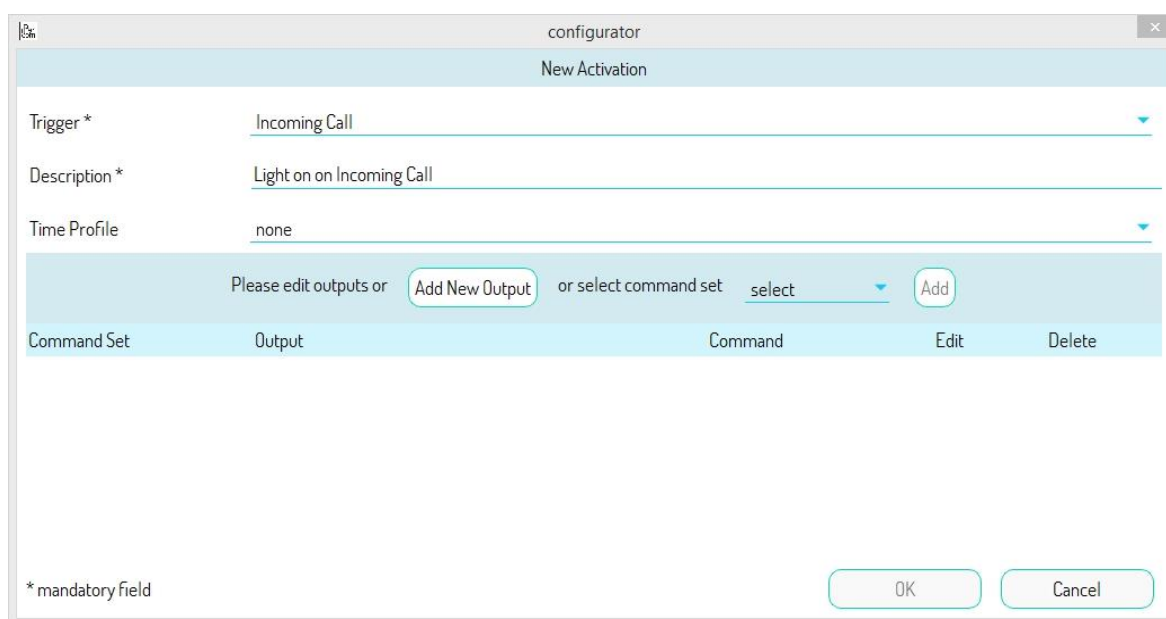 configurator
New Activation
Trigger * Incoming Call
Description * Light on on Incoming Call
Time Profile none
Please edit outputs or Add New Output or select command set select Add
Command Set Output Command Edit Delete
* mandatory field OK Cancel